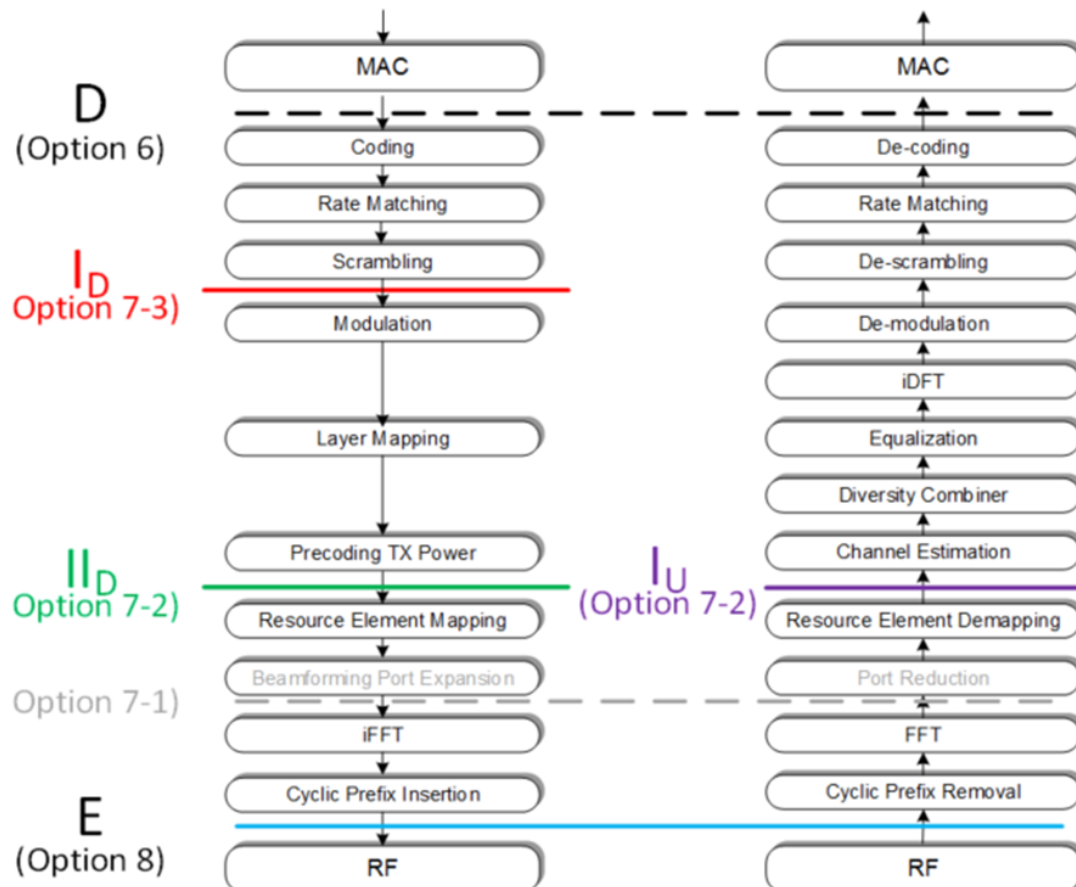 MAC
MAC
D
(Option 6)
Coding
De-coding
Rate Matching
Rate Matching
Scrambling
De-scrambling
I_D
Option 7-3)
Modulation
De-modulation
iDFT
Layer Mapping
Equalization
Diversity Combiner
Precoding TX Power
Channel Estimation
II_D
Option 7-2)
I_U
(Option 7-2)
Resource Element Mapping
Resource Element Demapping
Beamforming Port Expansion
Port Reduction
Option 7-1)
iFFT
FFT
Cyclic Prefix Insertion
Cyclic Prefix Removal
E
(Option 8)
RF
RF